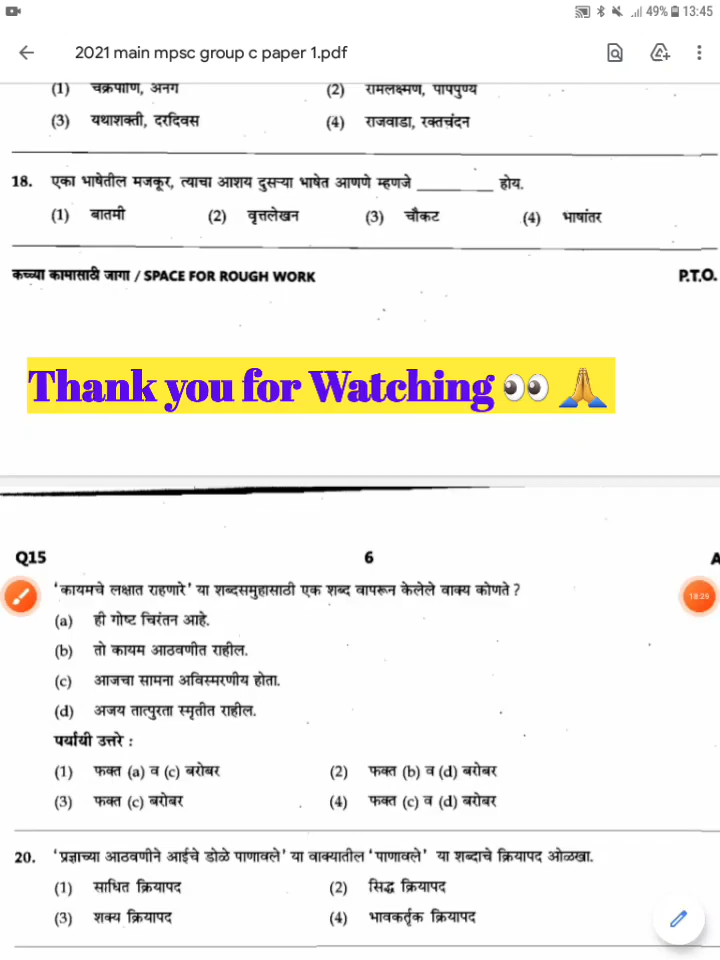 49% 13:45
2021 main mpsc group c paper 1.pdf
(1) चक्रपाणि, अनंग (2) रामलक्ष्मण, पापपुण्य
(3) यथाशक्ती, दरदिवस (4) राजवाडा, रक्तचंदन
18. एका भाषेतील मजकूर, त्याचा आशय दुसऱ्या भाषेत आणणे म्हणजे ________ होय.
(1) बातमी (2) वृत्तलेखन (3) चौकट (4) भाषांतर
कच्च्या कामासाठी जागा / SPACE FOR ROUGH WORK P.T.O.
Thank you for Watching 👀 🙏
Q15 6 A
'कायमचे लक्षात राहणारे' या शब्दसमुहासाठी एक शब्द वापरून केलेले वाक्य कोणते ?
(a) ही गोष्ट चिरंतन आहे.
18:29
(b) तो कायम आठवणीत राहील.
(c) आजचा सामना अविस्मरणीय होता.
(d) अजय तात्पुरता स्मृतीत राहील.
पर्यायी उत्तरे :
(1) फक्त (a) व (c) बरोबर (2) फक्त (b) व (d) बरोबर
(3) फक्त (c) बरोबर (4) फक्त (c) व (d) बरोबर
20. 'प्रज्ञाच्या आठवणीने आईचे डोळे पाणावले' या वाक्यातील 'पाणावले' या शब्दाचे क्रियापद ओळखा.
(1) साधित क्रियापद (2) सिद्ध क्रियापद
(3) शक्य क्रियापद (4) भावकर्तृक क्रियापद